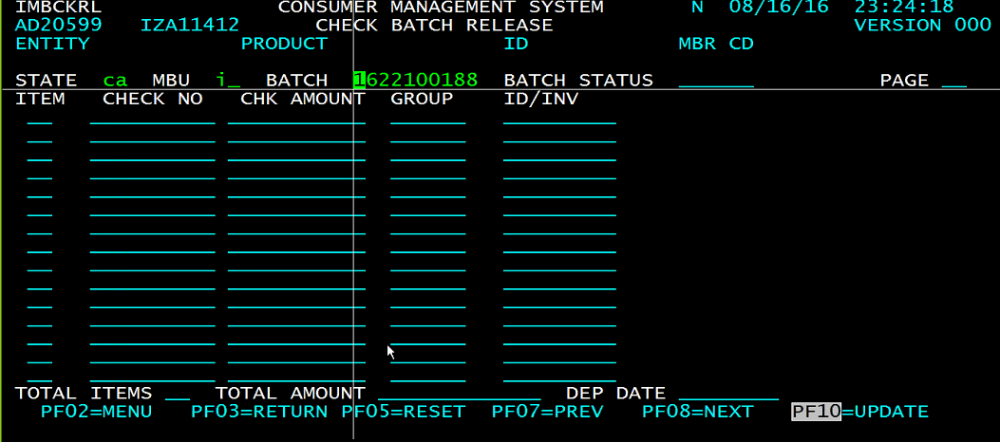 IMBCKRL CONSUMER MANAGEMENT SYSTEM N 08/16/16 23:24:18
AD20599 IZA11412 CHECK BATCH RELEASE VERSION 000
ENTITY PRODUCT ID MBR CD
STATE ca MBU i_ BATCH 1622100188 BATCH STATUS ______ PAGE __
ITEM CHECK NO CHK AMOUNT GROUP ID/INV
TOTAL ITEMS __ TOTAL AMOUNT _____________ DEP DATE ________
PF02=MENU PF03=RETURN PF05=RESET PF07=PREV PF08=NEXT PF10=UPDATE